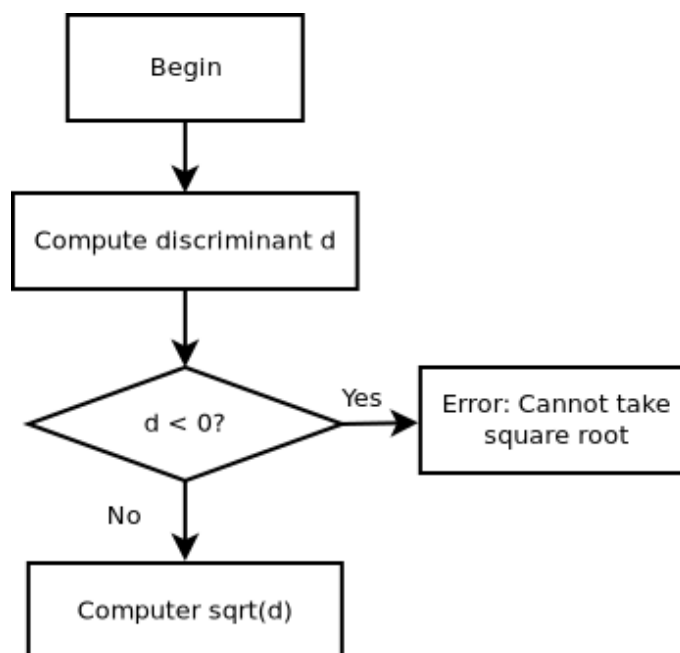 Begin
Compute discriminant d
d < 0?
Yes
Error: Cannot take
square root
No
Computer sqrt(d)